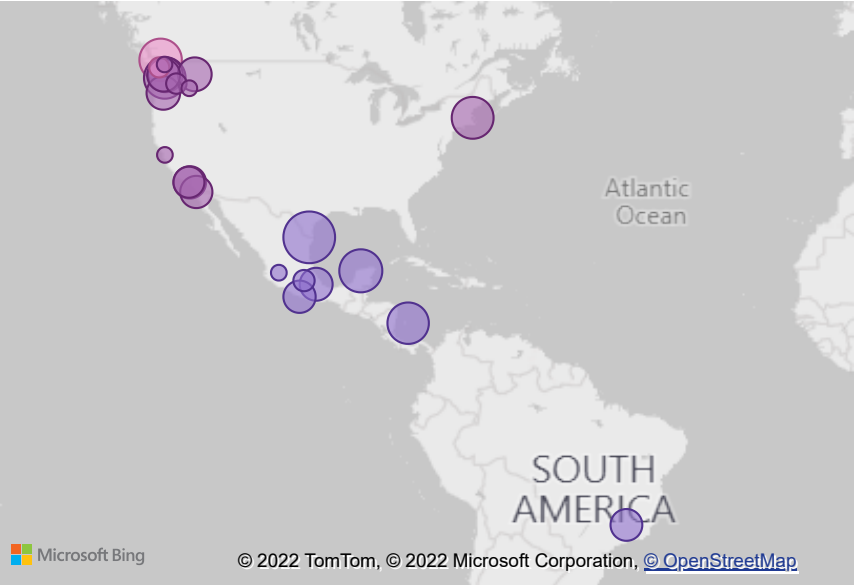 Atlantic
Ocean
SOUTH
AMERICA
Microsoft Bing
© 2022 TomTom, © 2022 Microsoft Corporation, © OpenStreetMap